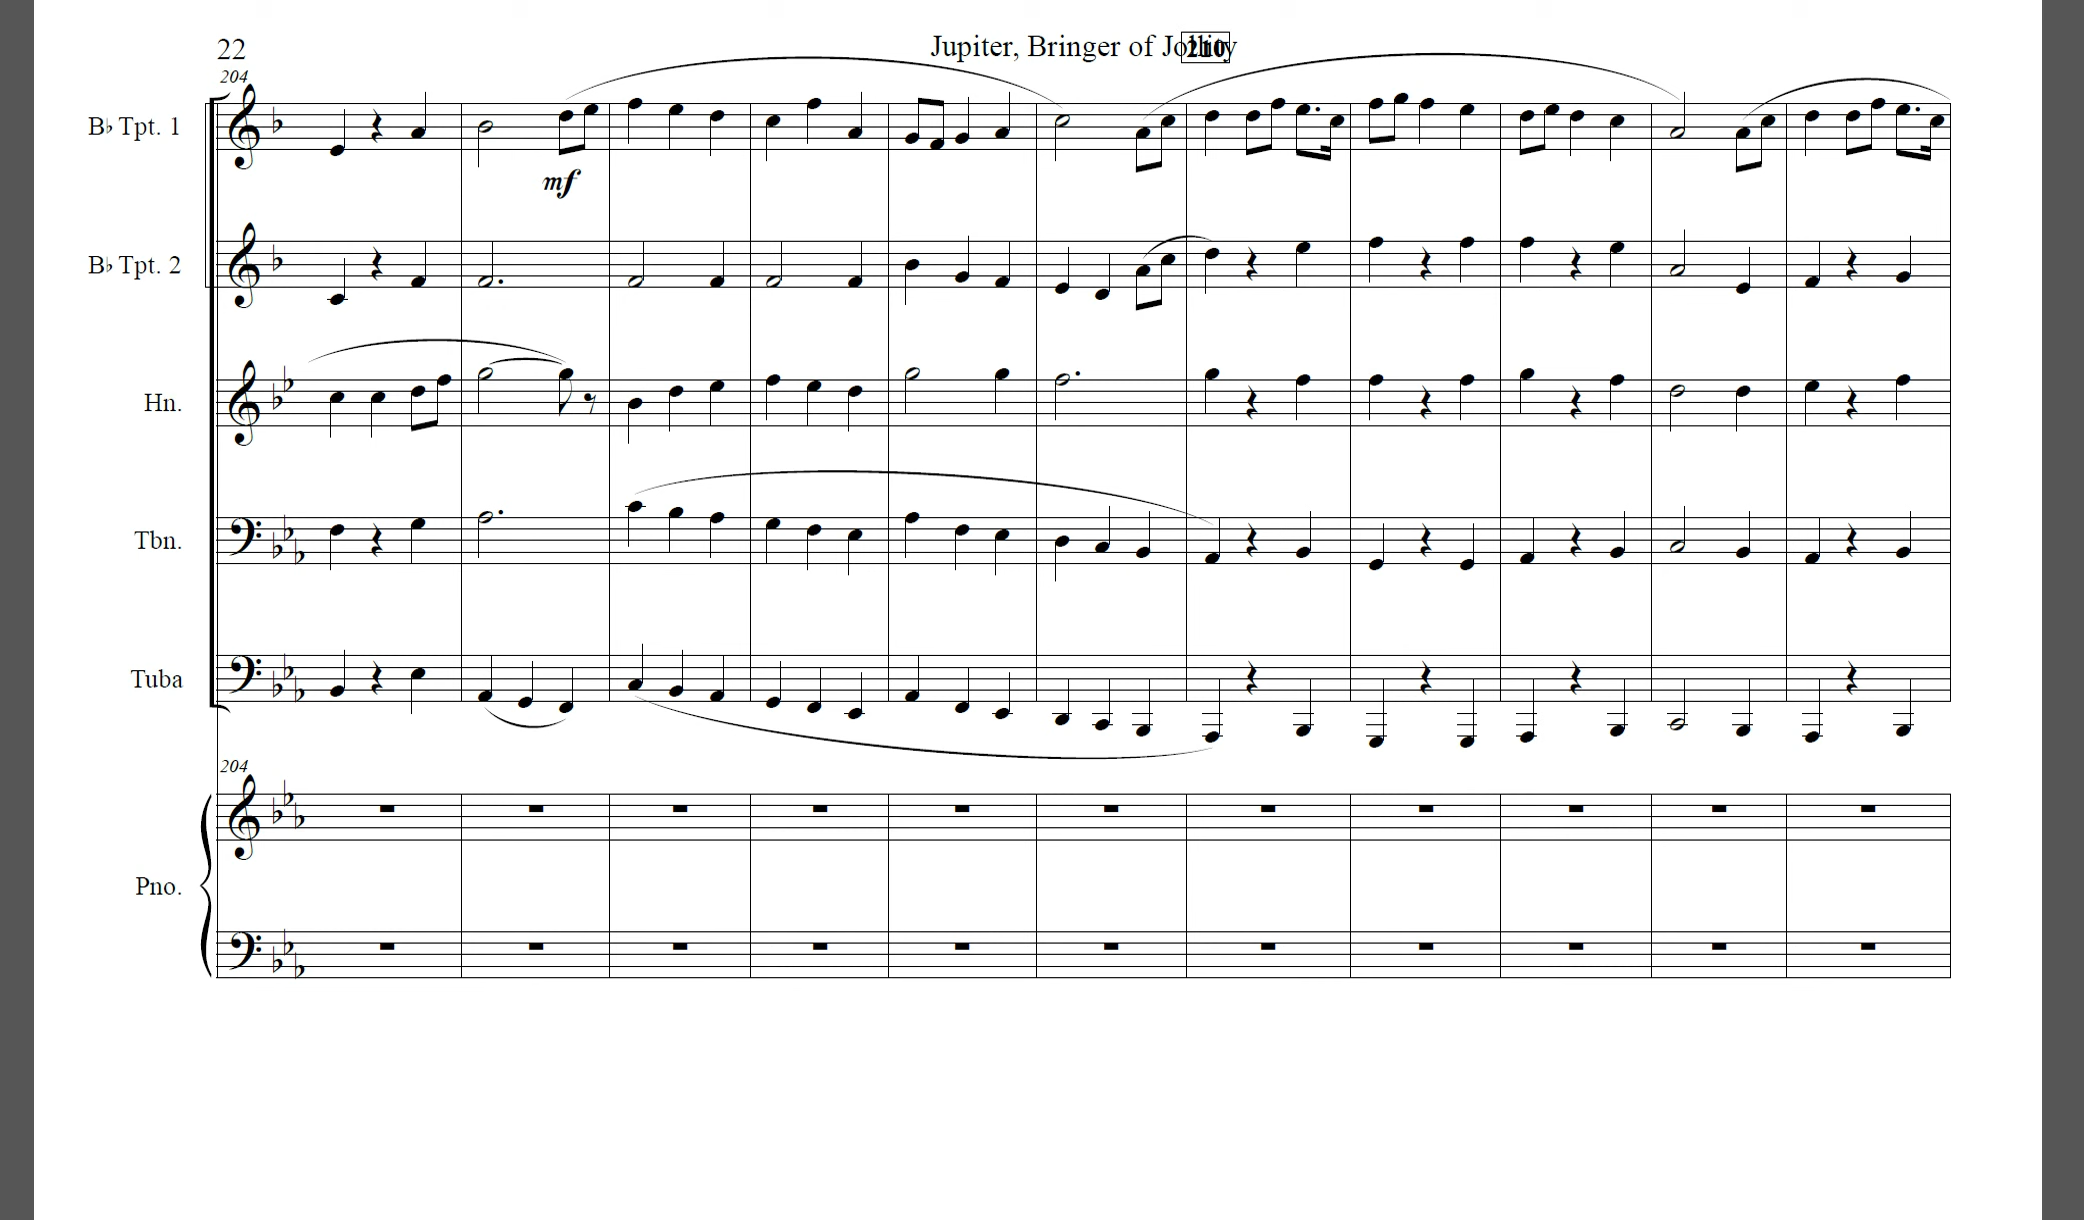 22
Jupiter, Bringer of Jollity
210
204
B♭ Tpt. 1
mf
B♭ Tpt. 2
Hn.
Tbn.
Tuba
204
Pno.